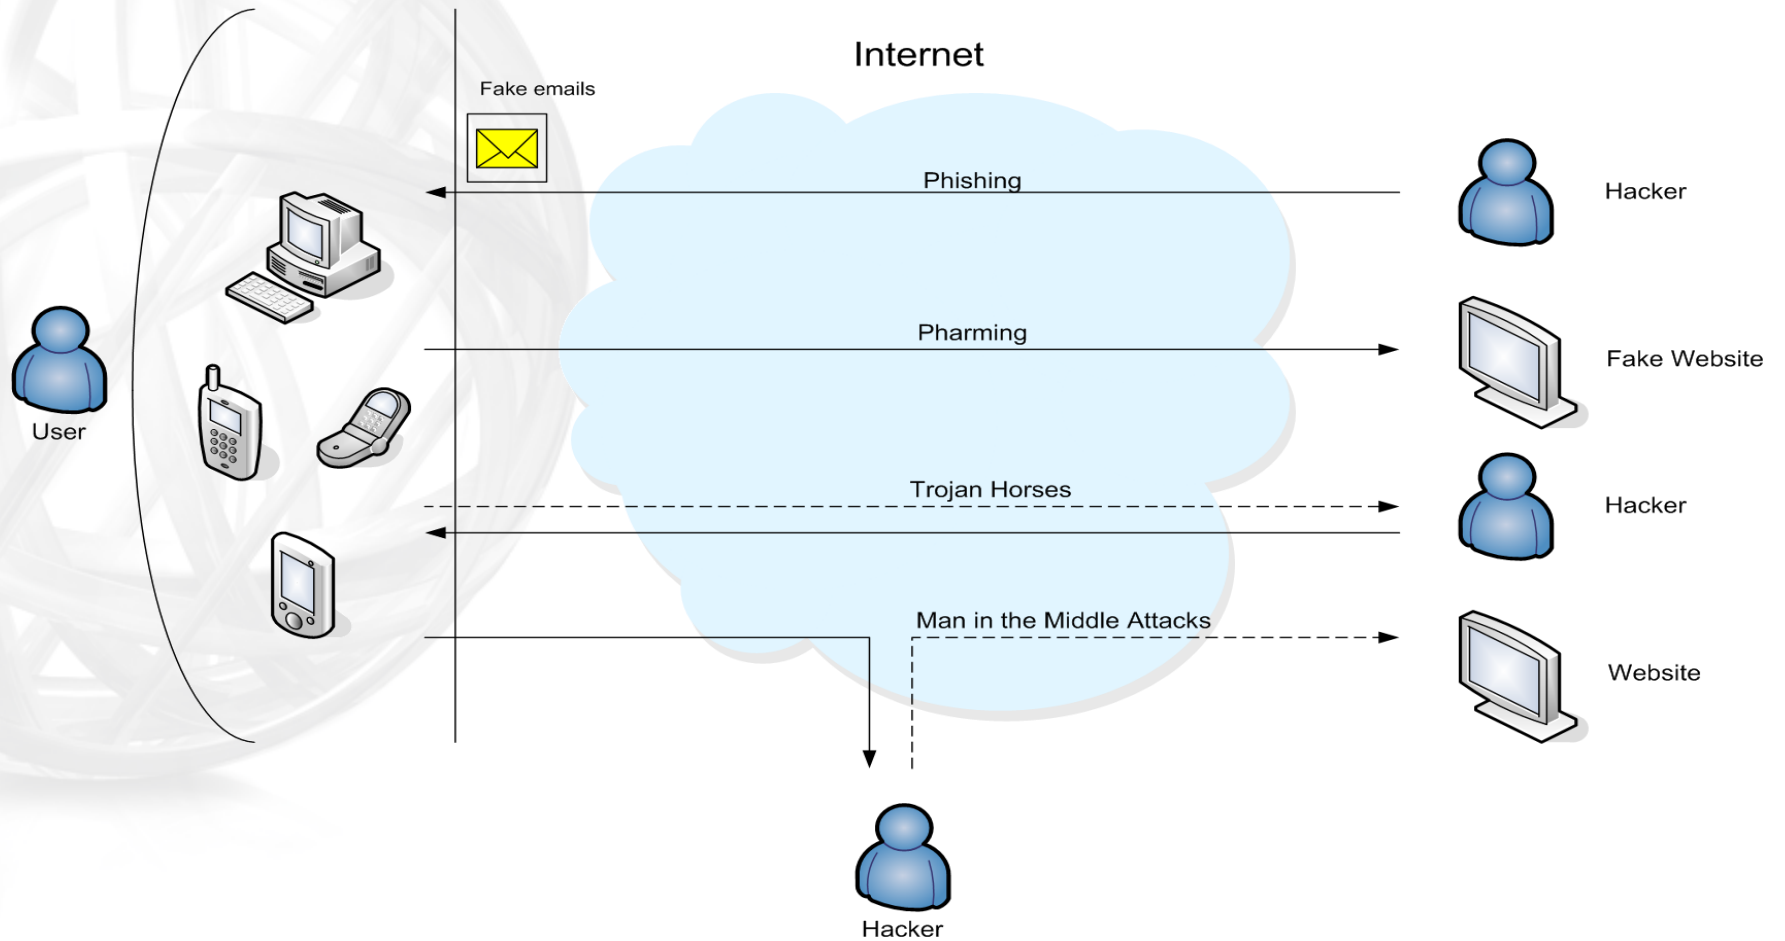 Internet
Fake emails
Phishing
Hacker
Pharming
Fake Website
User
Trojan Horses
Hacker
Man in the Middle Attacks
Website
Hacker